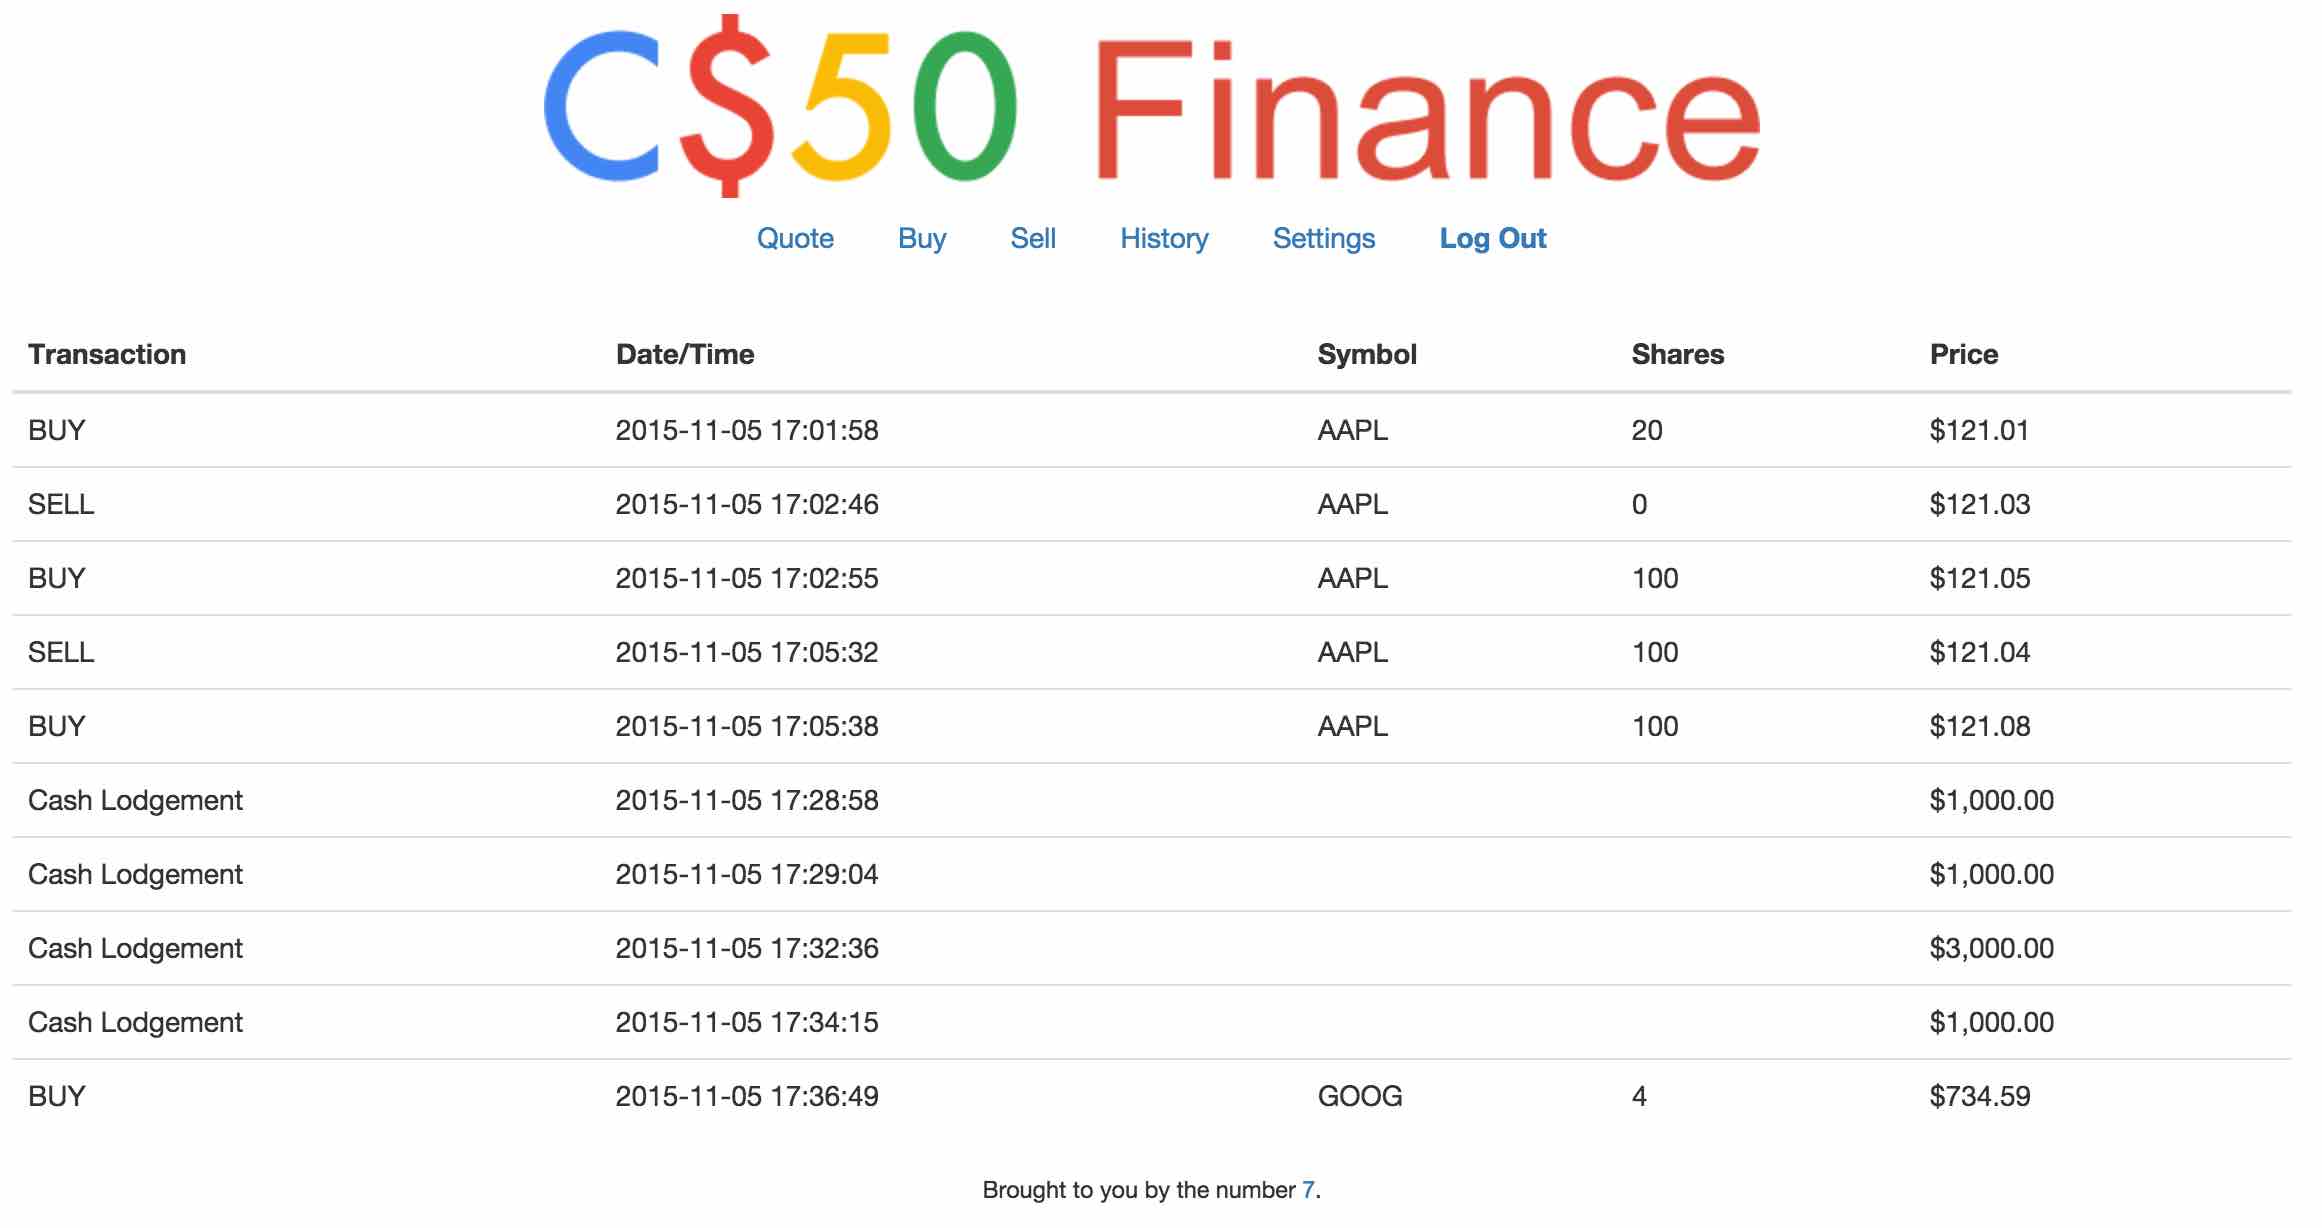 C$50 Finance
Quote Buy Sell History Settings Log Out
Transaction Date/Time Symbol Shares Price
BUY 2015-11-05 17:01:58 AAPL 20 $121.01
SELL 2015-11-05 17:02:46 AAPL 0 $121.03
BUY 2015-11-05 17:02:55 AAPL 100 $121.05
SELL 2015-11-05 17:05:32 AAPL 100 $121.04
BUY 2015-11-05 17:05:38 AAPL 100 $121.08
Cash Lodgement 2015-11-05 17:28:58 $1,000.00
Cash Lodgement 2015-11-05 17:29:04 $1,000.00
Cash Lodgement 2015-11-05 17:32:36 $3,000.00
Cash Lodgement 2015-11-05 17:34:15 $1,000.00
BUY 2015-11-05 17:36:49 GOOG 4 $734.59
Brought to you by the number 7.